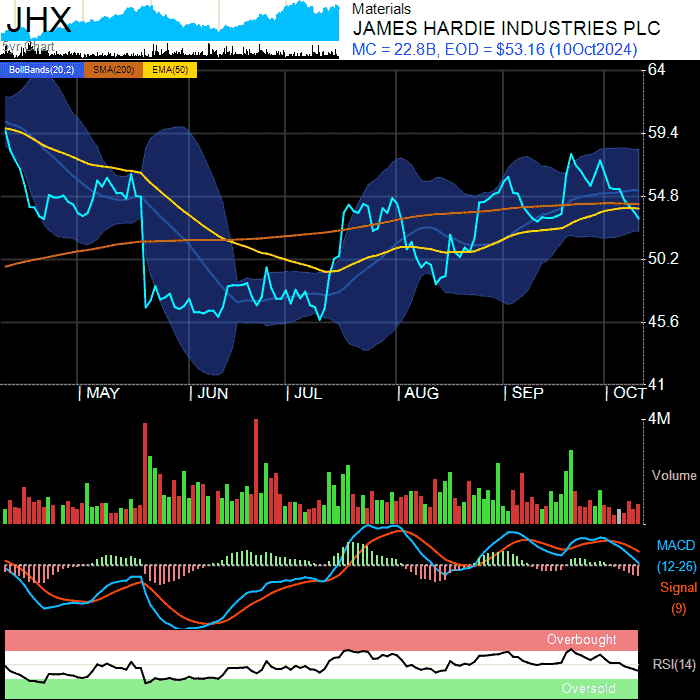 JHX
Materials
JAMES HARDIE INDUSTRIES PLC
MC = 22.8B, EOD = $53.16 (10Oct2024)
BollBands(20,2) SMA(200) EMA(50)
64
59.4
54.8
50.2
45.6
41
| MAY | JUN | JUL | AUG | SEP | OCT
4M
Volume
MACD
(12-26)
Signal
(9)
Overbought
RSI(14)
Oversold